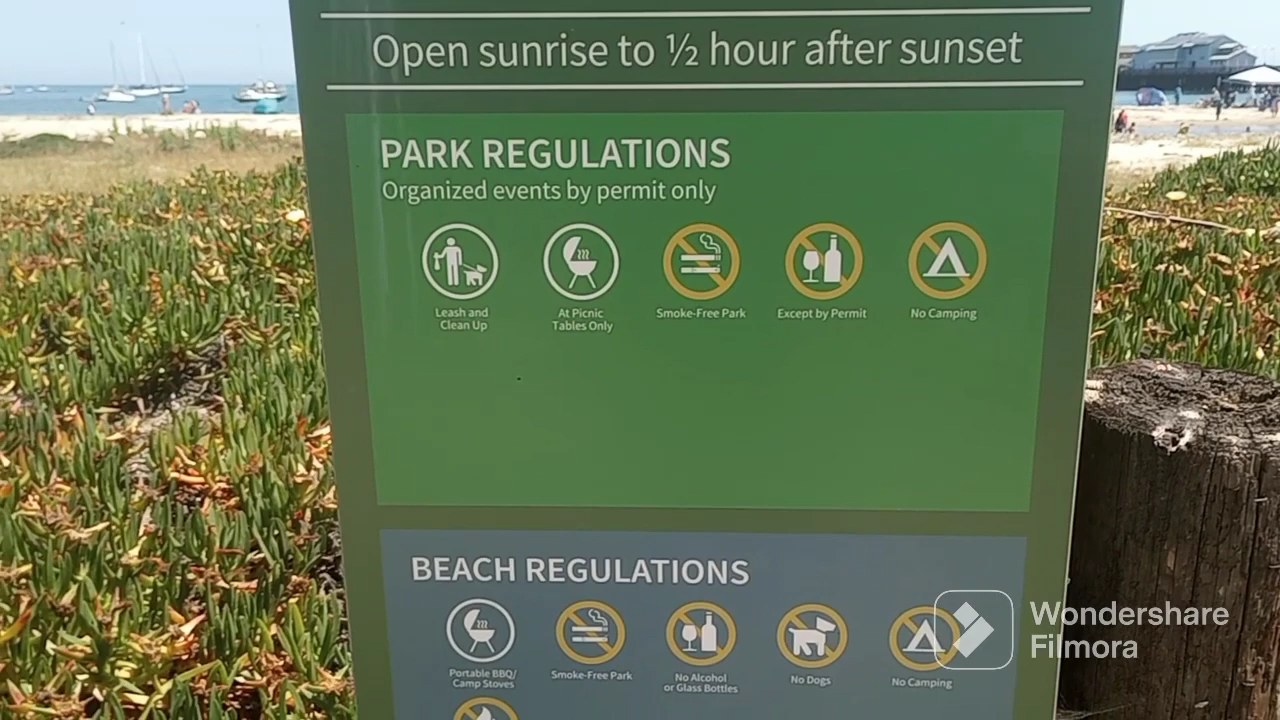 Open sunrise to ½ hour after sunset
PARK REGULATIONS
Organized events by permit only
Leash and
Clean Up
At Picnic
Tables Only
Smoke-Free Park
Except by Permit
No Camping
BEACH REGULATIONS
Portable BBQ/
Camp Stoves
Smoke-Free Park
No Alcohol
or Glass Bottles
No Dogs
No Camping
Wondershare
Filmora